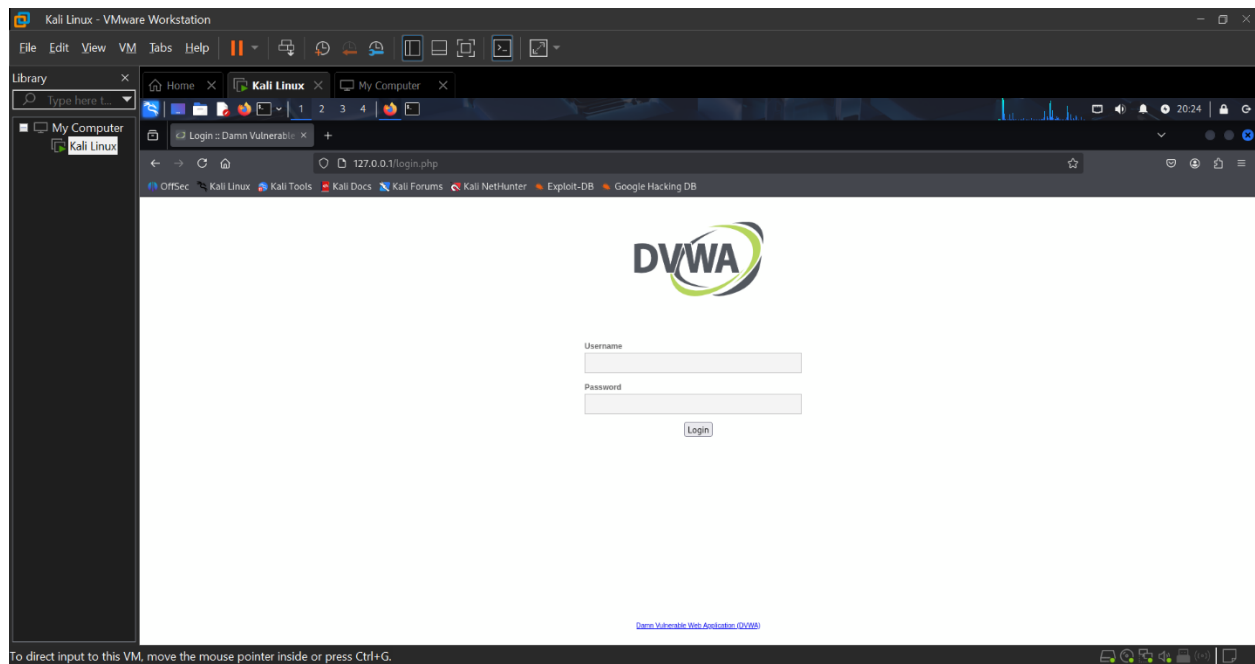 Kali Linux - VMware Workstation
File Edit View VM Tabs Help
Library
Type here t...
My Computer
Kali Linux
Home Kali Linux My Computer
1 2 3 4 20:24
Login :: Damn Vulnerable
127.0.0.1/login.php
OffSec Kali Linux Kali Tools Kali Docs Kali Forums Kali NetHunter Exploit-DB Google Hacking DB
DVWA
Username
Password
Login
Damn Vulnerable Web Application (DVWA)
To direct input to this VM, move the mouse pointer inside or press Ctrl+G.